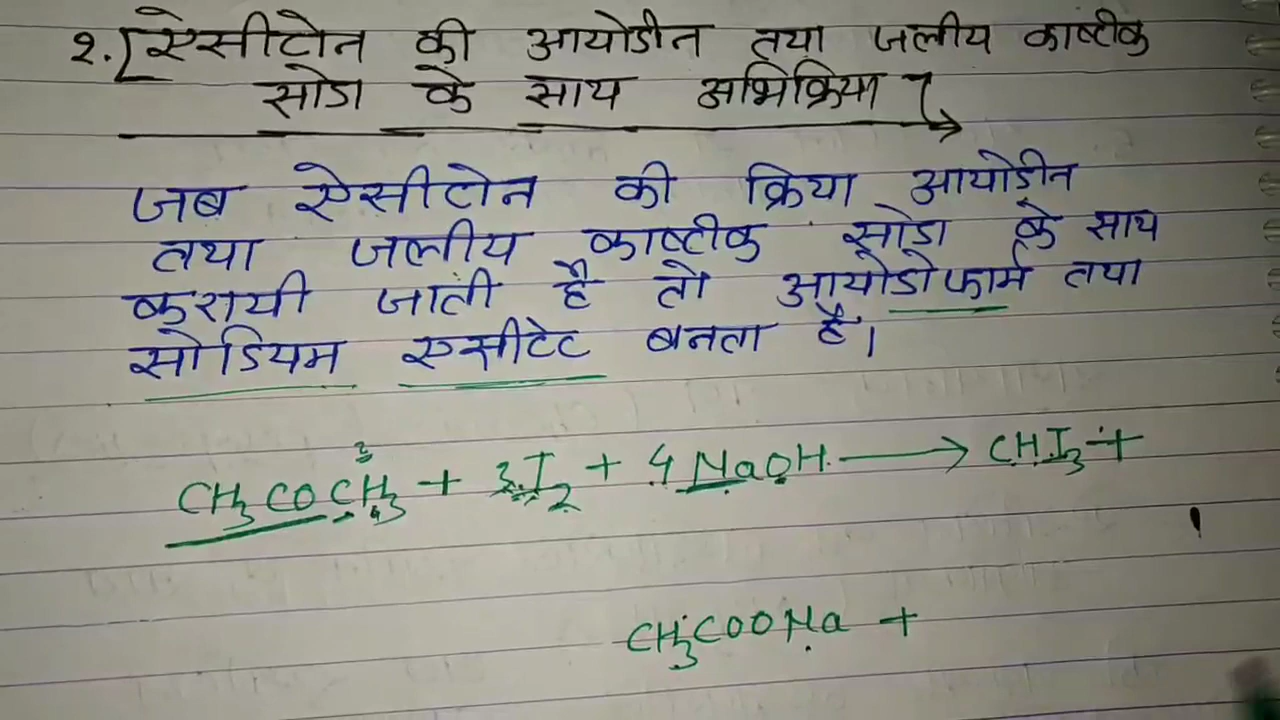 २. ऐसीटोन की आयोडीन तथा जलीय काष्टीक
सोडा के साथ अभिक्रिया
जब ऐसीटोन की क्रिया आयोडीन
तथा जलीय काष्टीक सोडा के साथ
करायी जाती है तो आयोडोफार्म तथा
सोडियम एसीटेट बनता है।
CH₃COCH₃ + 3I₂ + 4NaOH ⟶ CHI₃ +
CH₃COONa +